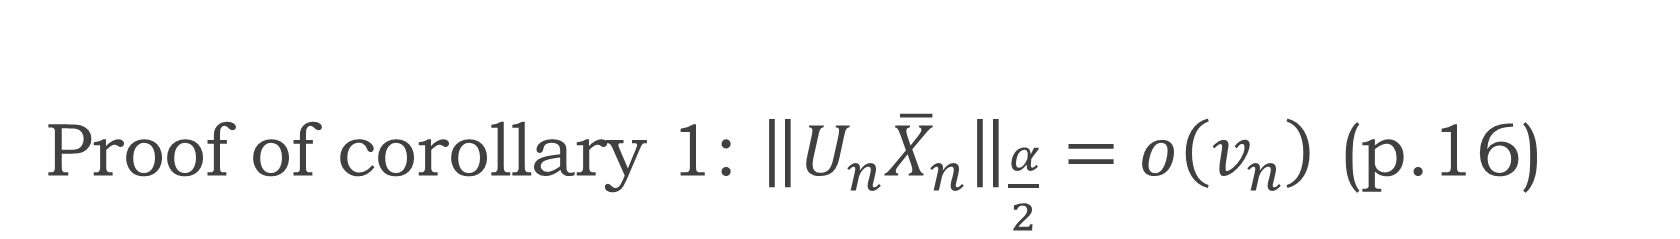 Proof of corollary 1: ‖UₙX̄ₙ‖_{α/2} = o(vₙ) (p.16)